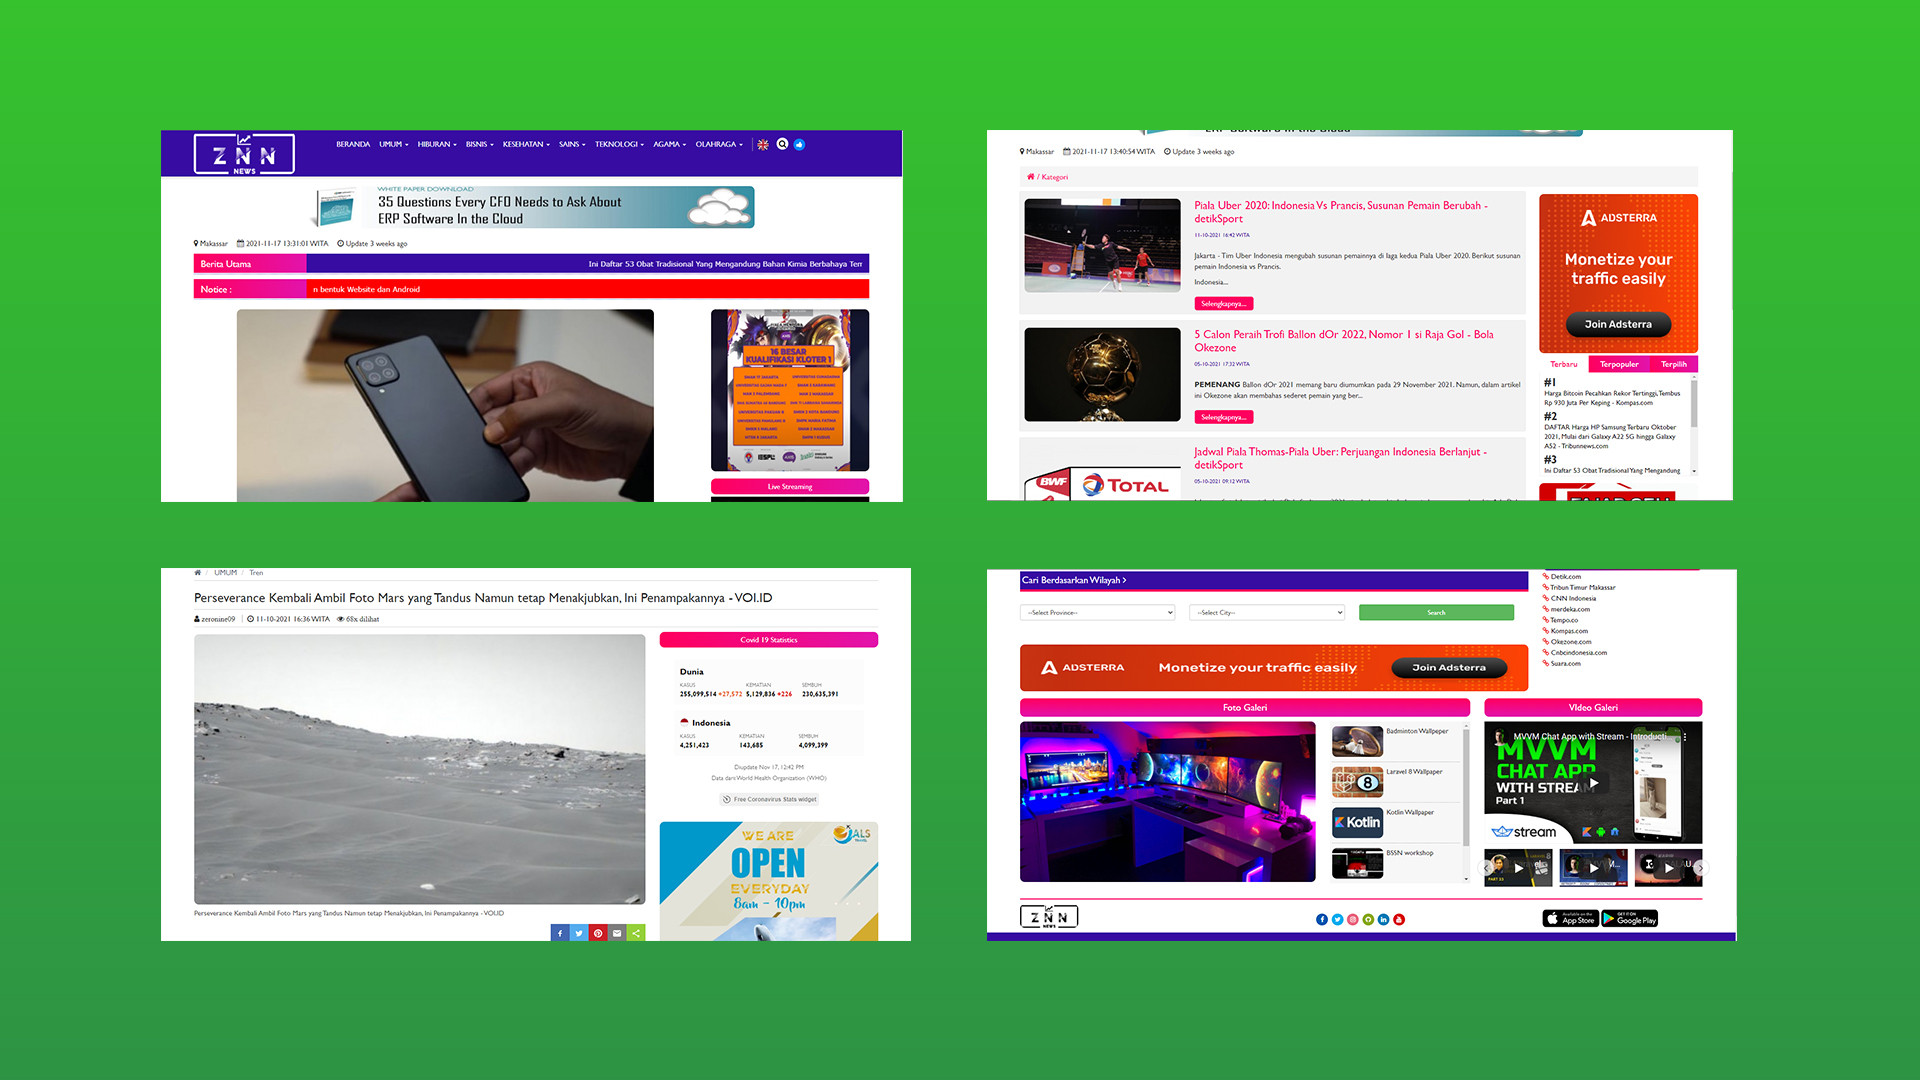 ZNN
NEWS
BERANDA UMUM HIBURAN BISNIS KESEHATAN SAINS TEKNOLOGI AGAMA OLAHRAGA
WHITE PAPER DOWNLOAD
35 Questions Every CFO Needs to Ask About
ERP Software In the Cloud
Makassar 2021-11-17 13:31:01 WITA Update 3 weeks ago
Berita Utama Ini Daftar 53 Obat Tradisional Yang Mengandung Bahan Kimia Berbahaya Terr
Notice : n bentuk Website dan Android
16 BESAR
KUALIFIKASI KLOTER 1
Live Streaming
ERP Software In the Cloud
Makassar 2021-11-17 13:40:54 WITA Update 3 weeks ago
/ Kategori
Piala Uber 2020: Indonesia Vs Prancis, Susunan Pemain Berubah -
detikSport
11-10-2021 16:42 WITA
Jakarta - Tim Uber Indonesia mengubah susunan pemainnya di laga kedua Piala Uber 2020. Berikut susunan
pemain Indonesia vs Prancis.
Indonesia...
Selengkapnya...
5 Calon Peraih Trofi Ballon dOr 2022, Nomor 1 si Raja Gol - Bola
Okezone
05-10-2021 17:32 WITA
PEMENANG Ballon dOr 2021 memang baru diumumkan pada 29 November 2021. Namun, dalam artikel
ini Okezone akan membahas sederet pemain yang ber...
Selengkapnya...
BWF TOTAL
Jadwal Piala Thomas-Piala Uber: Perjuangan Indonesia Berlanjut -
detikSport
05-10-2021 09:12 WITA
ADSTERRA
Monetize your
traffic easily
Join Adsterra
Terbaru Terpopuler Terpilih
#1
Harga Bitcoin Pecahkan Rekor Tertinggi, Tembus
Rp 930 Juta Per Keping - Kompas.com
#2
DAFTAR Harga HP Samsung Terbaru Oktober
2021, Mulai dari Galaxy A22 5G hingga Galaxy
A52 - Tribunnews.com
#3
Ini Daftar 53 Obat Tradisional Yang Mengandung
/ UMUM / Tren
Perseverance Kembali Ambil Foto Mars yang Tandus Namun tetap Menakjubkan, Ini Penampakannya - VOI.ID
zeronine09 11-10-2021 16:36 WITA 68x dilihat
Perseverance Kembali Ambil Foto Mars yang Tandus Namun tetap Menakjubkan, Ini Penampakannya - VOI.ID
Covid 19 Statistics
Dunia
KASUS KEMATIAN SEMBUH
255,099,514 +27,572 5,129,836 +226 230,635,391
Indonesia
KASUS KEMATIAN SEMBUH
4,251,423 143,685 4,099,399
Diupdate Nov 17, 12:42 PM
Data dari World Health Organization (WHO)
Free Coronavirus Stats widget
WE ARE
OPEN
EVERYDAY
8am - 10pm
ALS
Cari Berdasarkan Wilayah >
--Select Province-- --Select City-- Search
Detik.com
Tribun Timur Makassar
CNN Indonesia
merdeka.com
Tempo.co
Kompas.com
Okezone.com
Cnbcindonesia.com
Suara.com
ADSTERRA Monetize your traffic easily Join Adsterra
Foto Galeri
Badminton Wallpeper
Laravel 8 Wallpaper
8
Kotlin Wallpaper
Kotlin
BSSN workshop
VIdeo Galeri
MVVM Chat App with Stream - Introducti...
MVVM
CHAT APP
WITH STREAM
Part 1
stream
ZNN
NEWS
Available on the
App Store
GET IT ON
Google Play